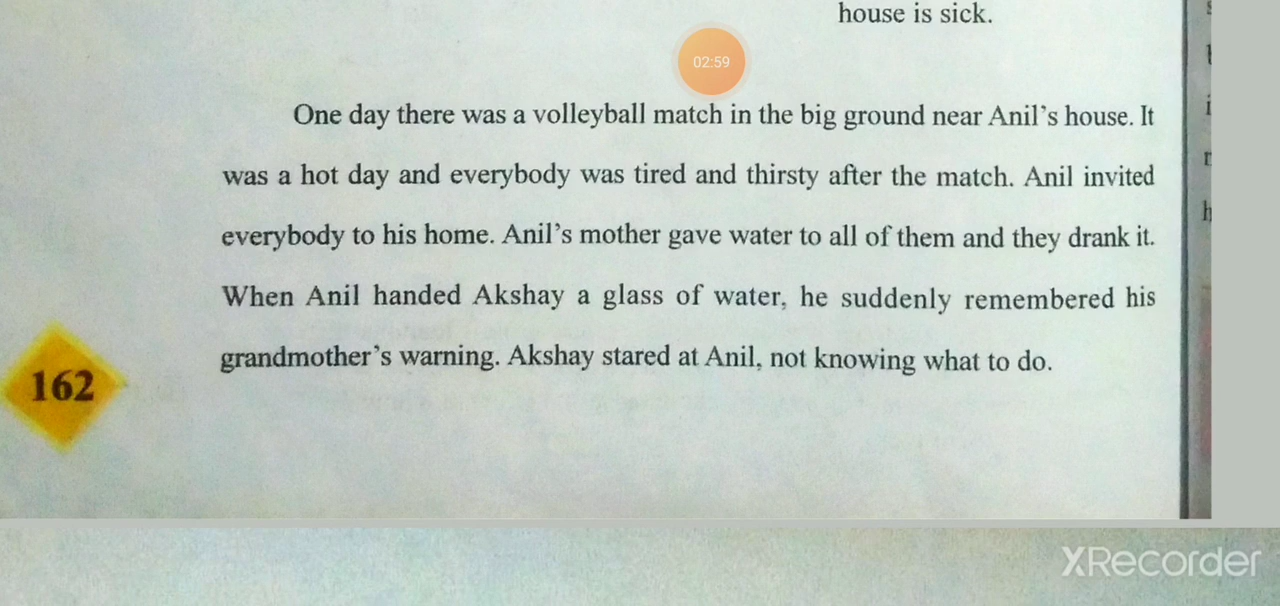 house is sick.
02:59
One day there was a volleyball match in the big ground near Anil's house. It
was a hot day and everybody was tired and thirsty after the match. Anil invited
everybody to his home. Anil's mother gave water to all of them and they drank it.
When Anil handed Akshay a glass of water, he suddenly remembered his
grandmother's warning. Akshay stared at Anil, not knowing what to do.
162
XRecorder